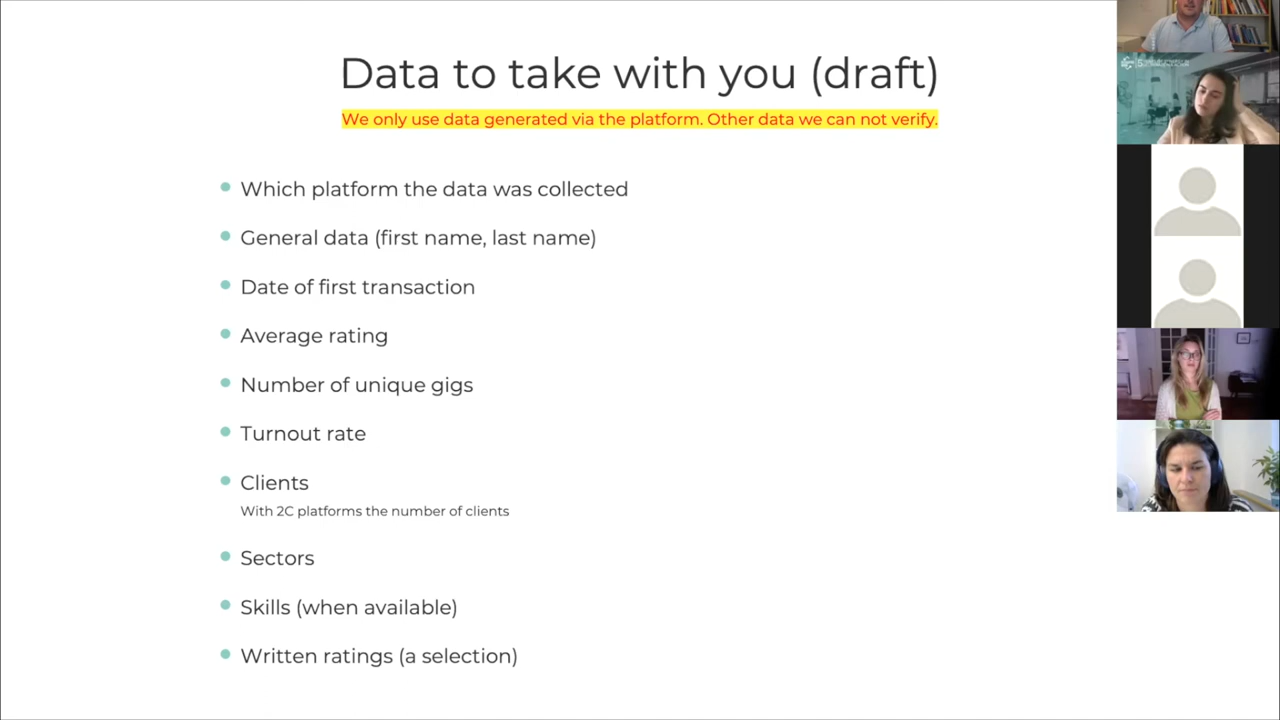 Data to take with you (draft)
We only use data generated via the platform. Other data we can not verify.
Which platform the data was collected
General data (first name, last name)
Date of first transaction
Average rating
Number of unique gigs
Turnout rate
Clients
With 2C platforms the number of clients
Sectors
Skills (when available)
Written ratings (a selection)